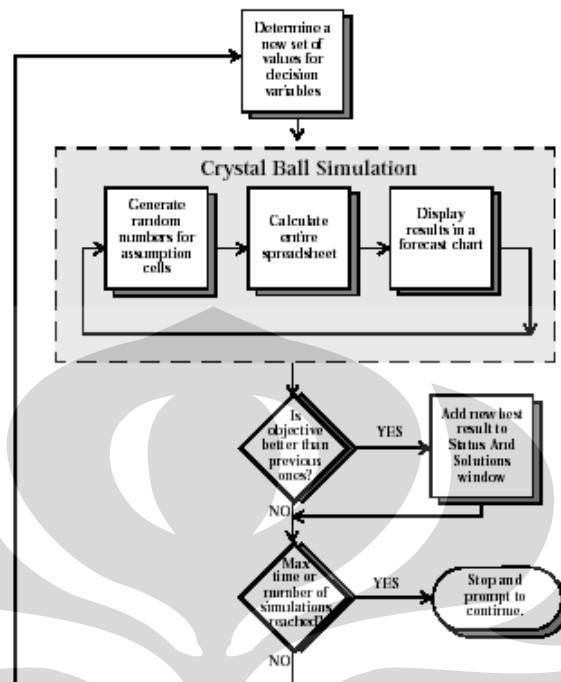 Determine a
new set of
values for
decision
variables
Crystal Ball Simulation
Generate
random
numbers for
assumption
cells
Calculate
entire
spreadsheet
Display
results in a
forecast chart
Is
objective
better than
previous
ones?
YES
Add new best
result to
Status And
Solutions
window
NO
Max
time or
number of
simulations
reached?
YES
Stop and
prompt to
continue.
NO